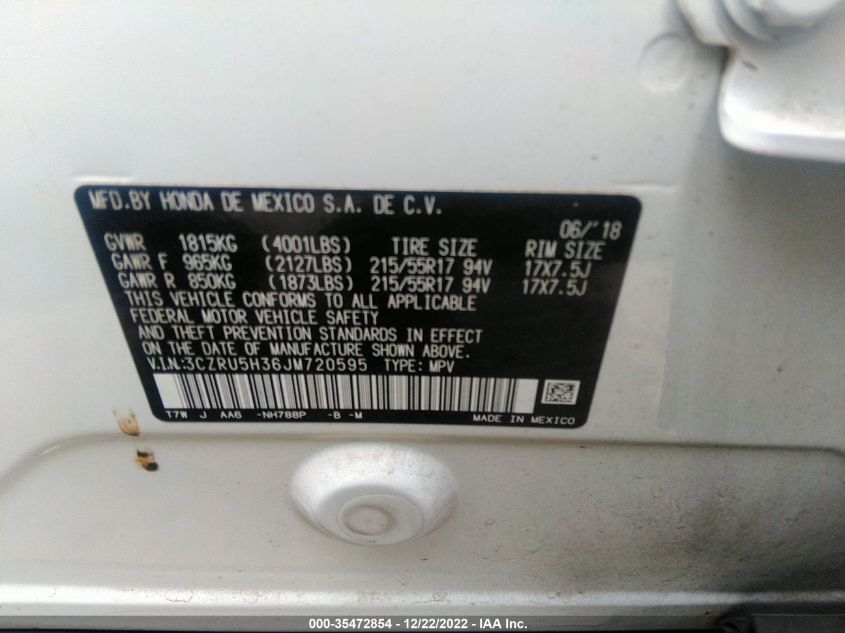 MFD.BY HONDA DE MEXICO S.A. DE C.V.
06/'18
GVWR 1815KG (4001LBS) TIRE SIZE RIM SIZE
GAWR F 965KG (2127LBS) 215/55R17 94V 17X7.5J
GAWR R 850KG (1873LBS) 215/55R17 94V 17X7.5J
THIS VEHICLE CONFORMS TO ALL APPLICABLE
FEDERAL MOTOR VEHICLE SAFETY
AND THEFT PREVENTION STANDARDS IN EFFECT
ON THE DATE OF MANUFACTURE SHOWN ABOVE.
V.I.N:3CZRU5H36JM720595 TYPE: MPV
T7W J AA6 -NH788P -B -M MADE IN MEXICO
000-35472854 - 12/22/2022 - IAA Inc.